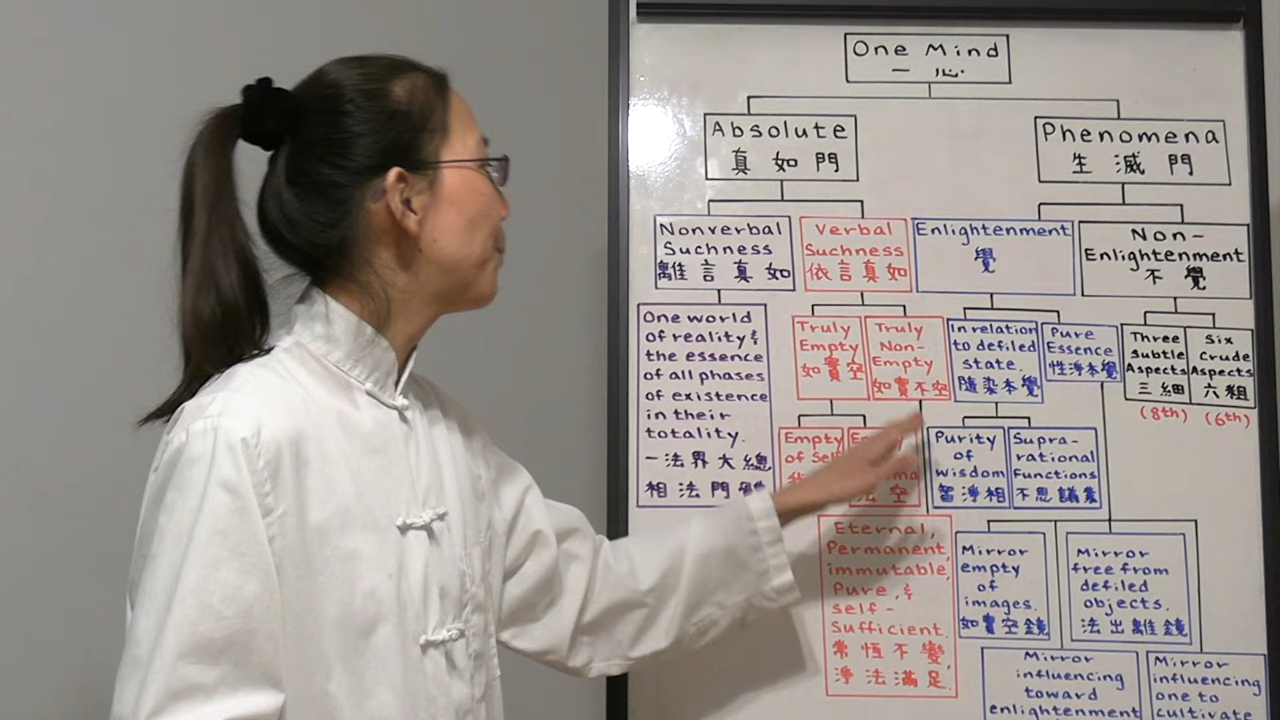 One Mind
一心
Absolute
真如門
Phenomena
生滅門
Nonverbal
Suchness
離言真如
Verbal
Suchness
依言真如
Enlightenment
覺
Non-
Enlightenment
不覺
One world
of reality &
the essence
of all phases
of existence
in their
totality.
一法界大總
相法門體
Truly
Empty
如實空
Truly
Non-
Empty
如實不空
In relation
to defiled
state.
隨染本覺
Pure
Essence
性淨本覺
Three
Subtle
Aspects
三細
(8th)
Six
Crude
Aspects
六粗
(6th)
Empty
of Self
法空
Purity
of
wisdom
智淨相
Supra-
rational
Functions
不思議業
Eternal,
Permanent,
immutable,
Pure, &
self-
Sufficient.
常恆不變,
淨法滿足.
Mirror
empty
of
images.
如實空鏡
Mirror
free from
defiled
objects.
法出離鏡
Mirror
influencing
toward
enlightenment
Mirror
influencing
one to
cultivate